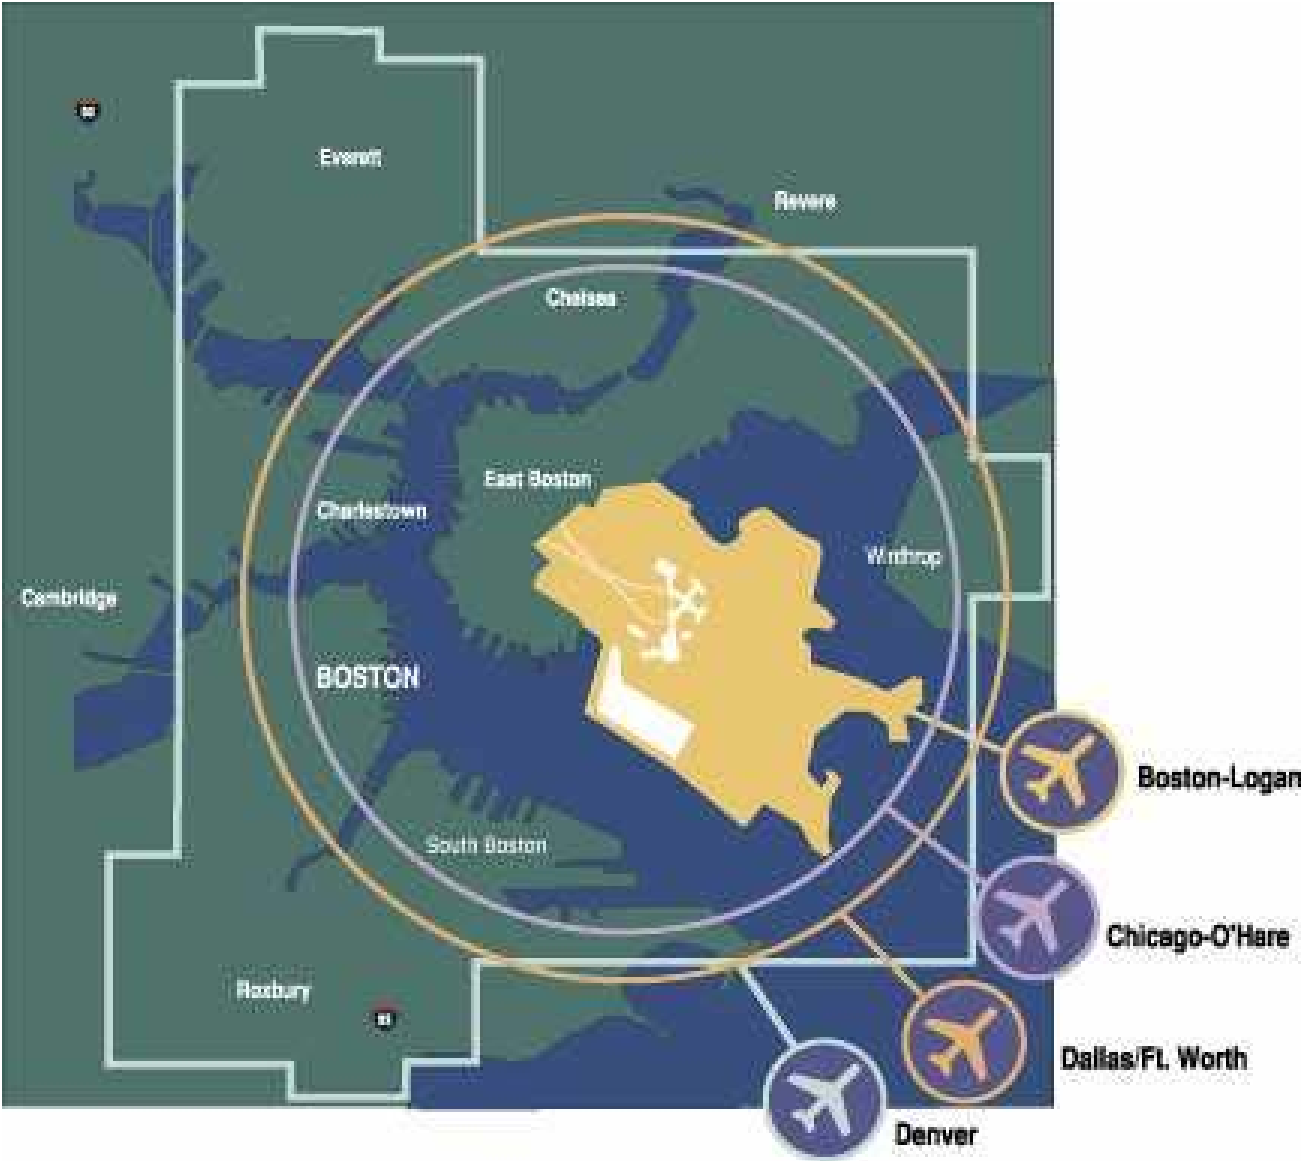 Everett
Revere
Chelsea
East Boston
Charlestown
Winthrop
Cambridge
BOSTON
Boston-Logan
South Boston
Chicago-O'Hare
Roxbury
Dallas/Ft. Worth
Denver